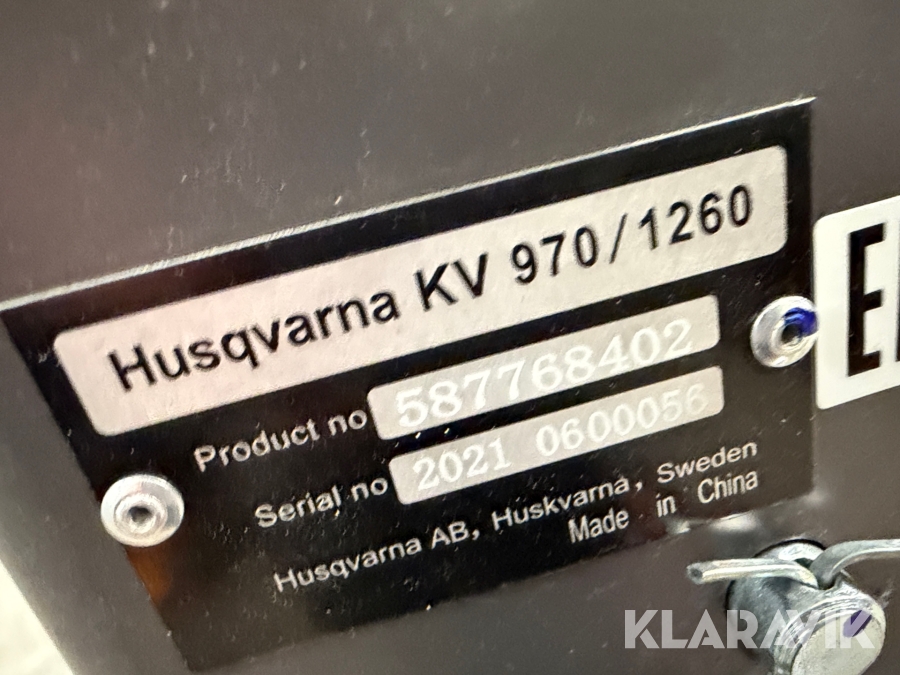 Husqvarna KV 970/1260
Product no 587768402
Serial no 2021 0600056
Husqvarna AB, Huskvarna, Sweden
Made in China
KLARAVIK